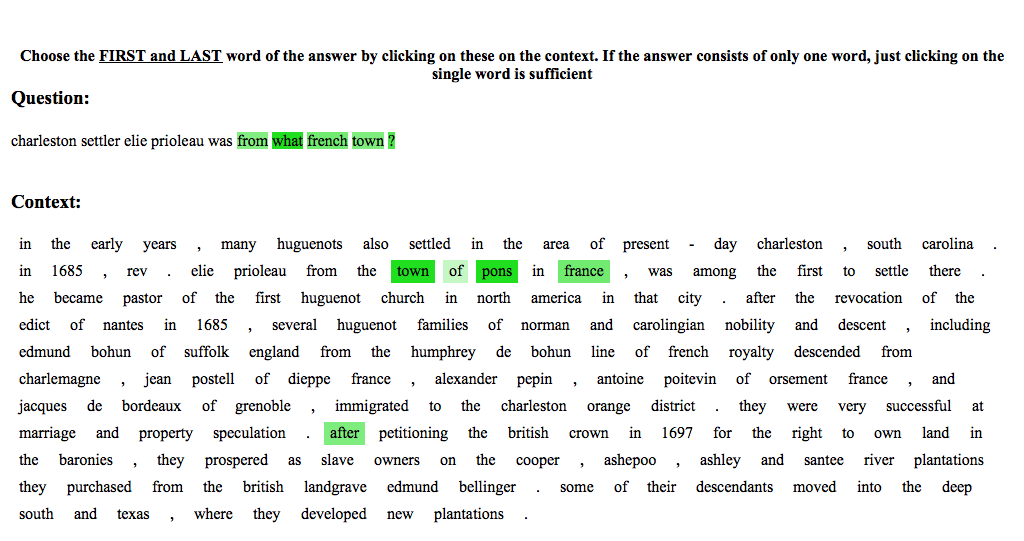 Choose the FIRST and LAST word of the answer by clicking on these on the context. If the answer consists of only one word, just clicking on the
single word is sufficient
Question:
charleston settler elie prioleau was from what french town ?
Context:
in the early years , many huguenots also settled in the area of present - day charleston , south carolina .
in 1685 , rev . elie prioleau from the town of pons in france , was among the first to settle there .
he became pastor of the first huguenot church in north america in that city . after the revocation of the
edict of nantes in 1685 , several huguenot families of norman and carolingian nobility and descent , including
edmund bohun of suffolk england from the humphrey de bohun line of french royalty descended from
charlemagne , jean postell of dieppe france , alexander pepin , antoine poitevin of orsement france , and
jacques de bordeaux of grenoble , immigrated to the charleston orange district . they were very successful at
marriage and property speculation . after petitioning the british crown in 1697 for the right to own land in
the baronies , they prospered as slave owners on the cooper , ashepoo , ashley and santee river plantations
they purchased from the british landgrave edmund bellinger . some of their descendants moved into the deep
south and texas , where they developed new plantations .